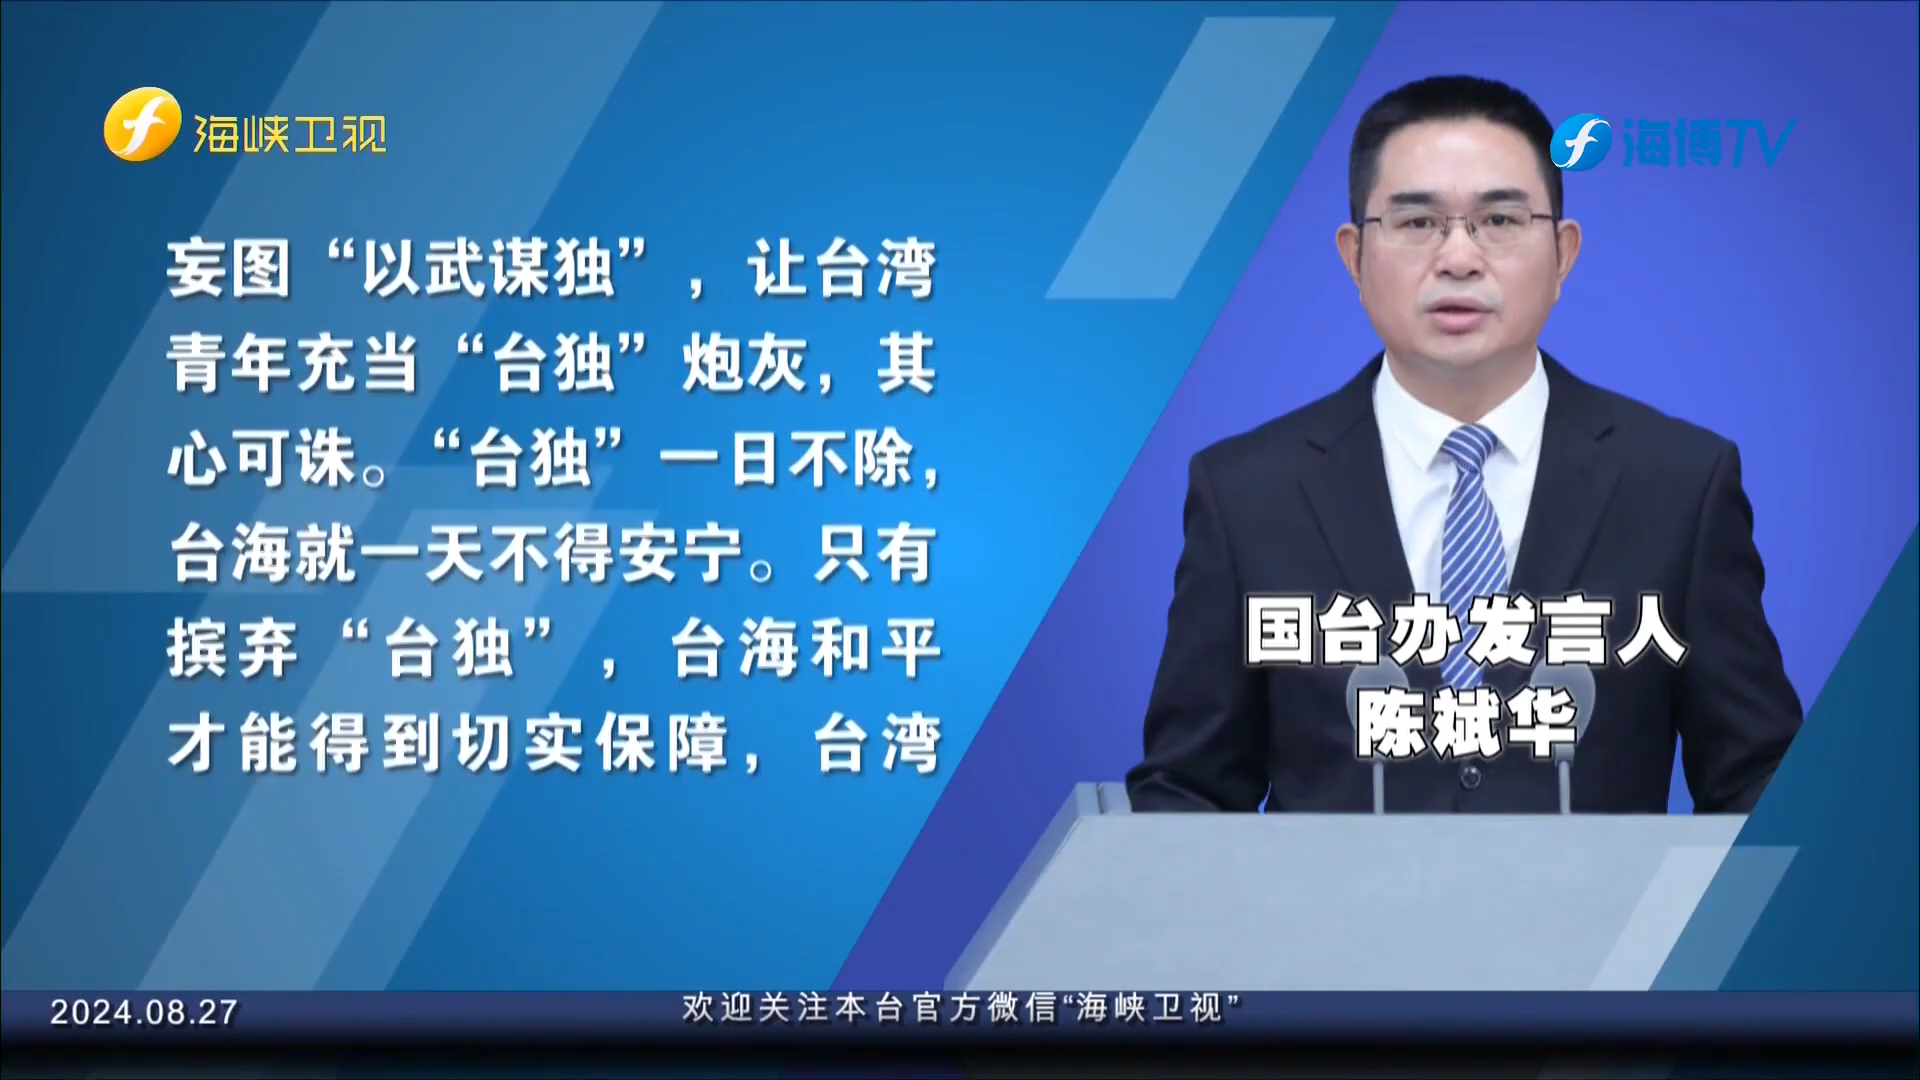 海峡卫视
海博TV
妄图“以武谋独”，让台湾
青年充当“台独”炮灰，其
心可诛。“台独”一日不除，
台海就一天不得安宁。只有
摈弃“台独”，台海和平
才能得到切实保障，台湾
国台办发言人
陈斌华
2024.08.27
欢迎关注本台官方微信“海峡卫视”